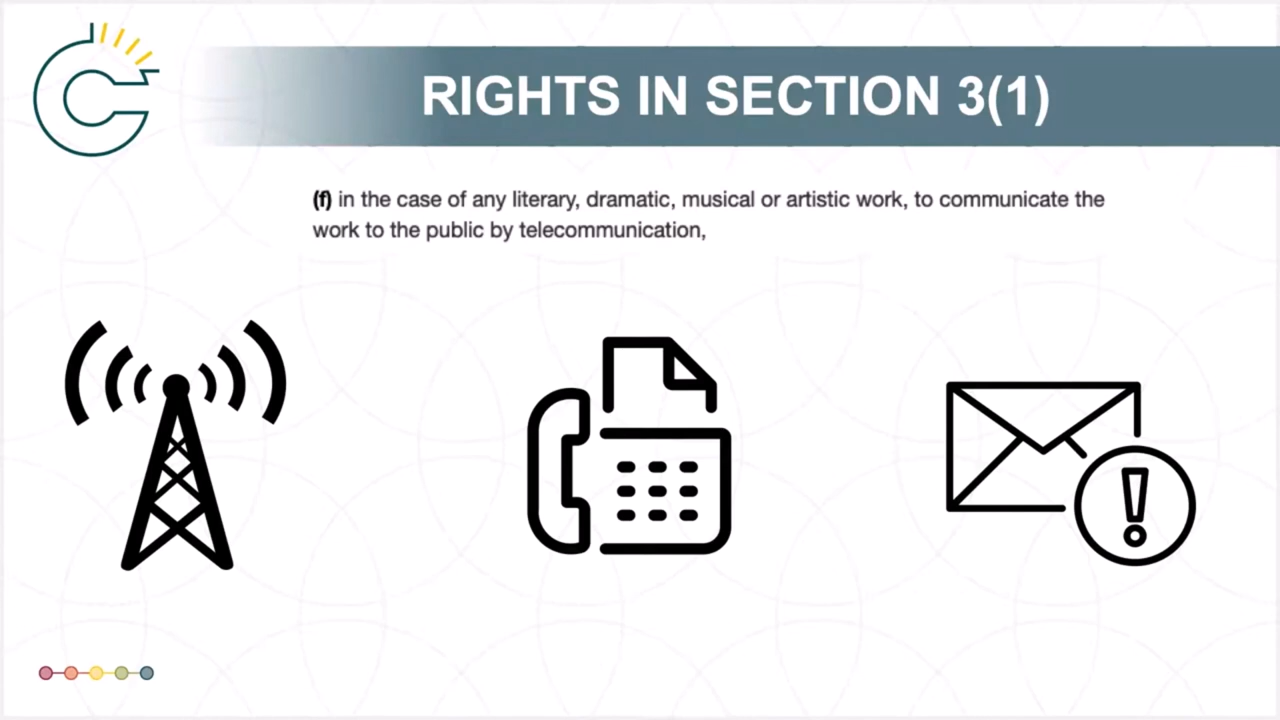 RIGHTS IN SECTION 3(1)
(f) in the case of any literary, dramatic, musical or artistic work, to communicate the
work to the public by telecommunication,